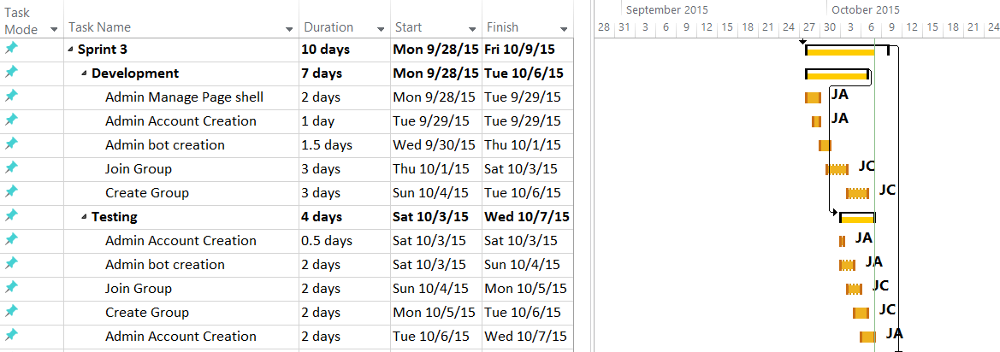 Task Mode Task Name Duration Start Finish
September 2015 October 2015
28 31 3 6 9 12 15 18 21 24 27 30 3 6 9 12 15 18 21 24
Sprint 3 10 days Mon 9/28/15 Fri 10/9/15
Development 7 days Mon 9/28/15 Tue 10/6/15
Admin Manage Page shell 2 days Mon 9/28/15 Tue 9/29/15 JA
Admin Account Creation 1 day Tue 9/29/15 Tue 9/29/15 JA
Admin bot creation 1.5 days Wed 9/30/15 Thu 10/1/15
Join Group 3 days Thu 10/1/15 Sat 10/3/15 JC
Create Group 3 days Sun 10/4/15 Tue 10/6/15 JC
Testing 4 days Sat 10/3/15 Wed 10/7/15
Admin Account Creation 0.5 days Sat 10/3/15 Sat 10/3/15 JA
Admin bot creation 2 days Sat 10/3/15 Sun 10/4/15 JA
Join Group 2 days Sun 10/4/15 Mon 10/5/15 JC
Create Group 2 days Mon 10/5/15 Tue 10/6/15 JC
Admin Account Creation 2 days Tue 10/6/15 Wed 10/7/15 JA